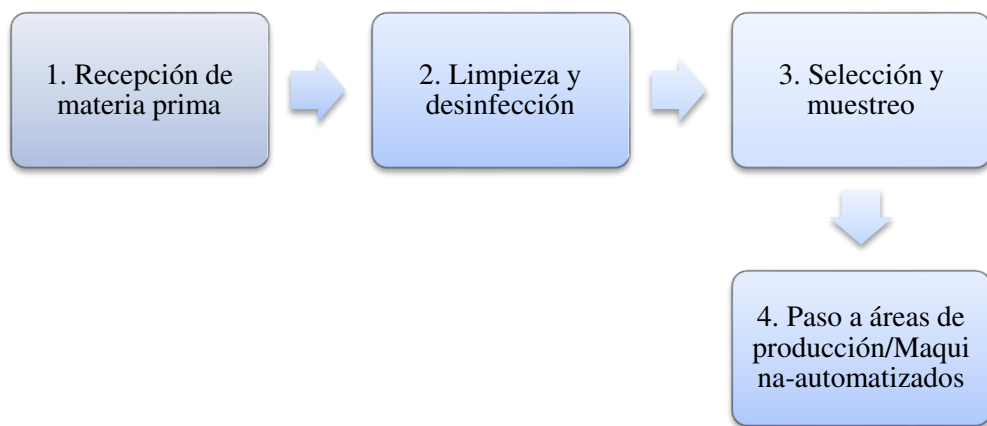 1. Recepción de
materia prima
2. Limpieza y
desinfección
3. Selección y
muestreo
4. Paso a áreas de
producción/Maqui
na-automatizados